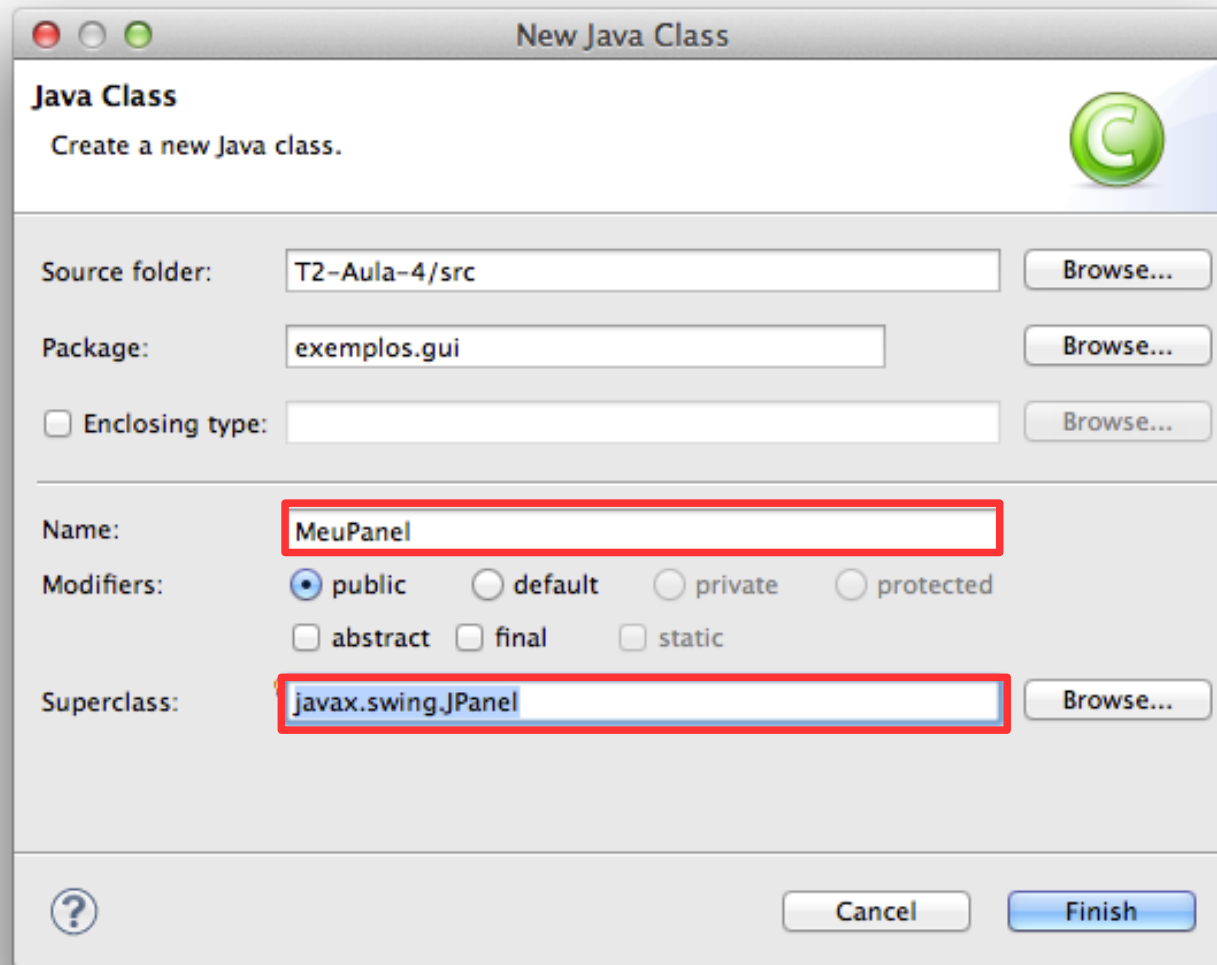 New Java Class
Java Class
Create a new Java class.
C
Source folder: T2-Aula-4/src Browse...
Package: exemplos.gui Browse...
Enclosing type: Browse...
Name: MeuPanel
Modifiers: public default private protected
abstract final static
Superclass: javax.swing.JPanel Browse...
? Cancel Finish